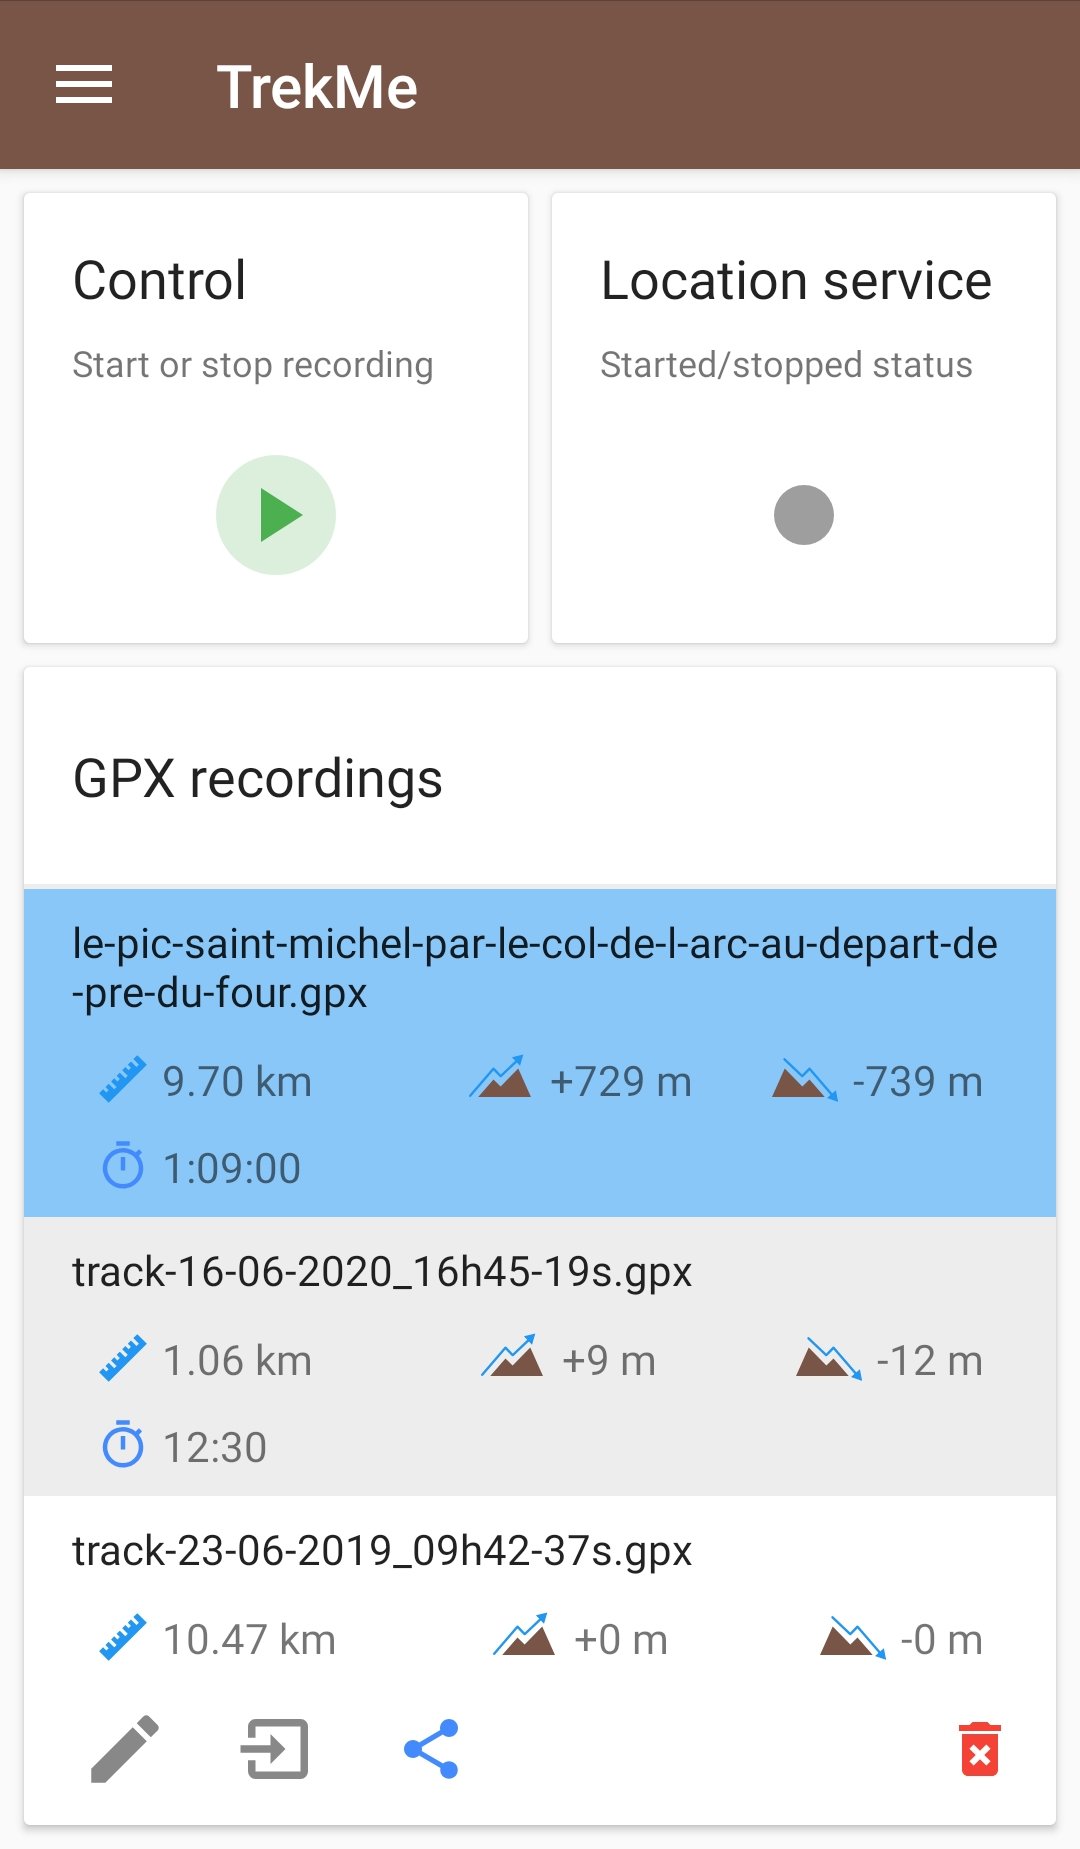 TrekMe
Control
Start or stop recording
Location service
Started/stopped status
GPX recordings
le-pic-saint-michel-par-le-col-de-l-arc-au-depart-de
-pre-du-four.gpx
9.70 km +729 m -739 m
1:09:00
track-16-06-2020_16h45-19s.gpx
1.06 km +9 m -12 m
12:30
track-23-06-2019_09h42-37s.gpx
10.47 km +0 m -0 m